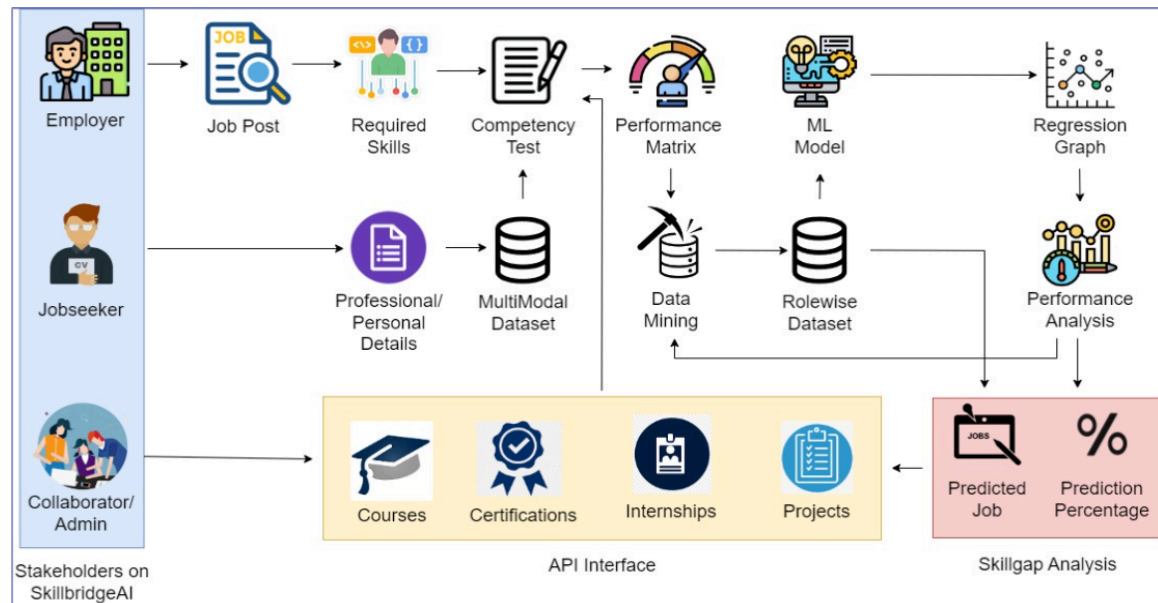 JOB
Employer
Job Post
Required
Skills
Competency
Test
Performance
Matrix
ML
Model
Regression
Graph
CV
Jobseeker
Professional/
Personal
Details
MultiModal
Dataset
Data
Mining
Rolewise
Dataset
Performance
Analysis
Collaborator/
Admin
Courses
Certifications
Internships
Projects
JOBS
Predicted
Job
%
Prediction
Percentage
Stakeholders on
SkillbridgeAI
API Interface
Skillgap Analysis